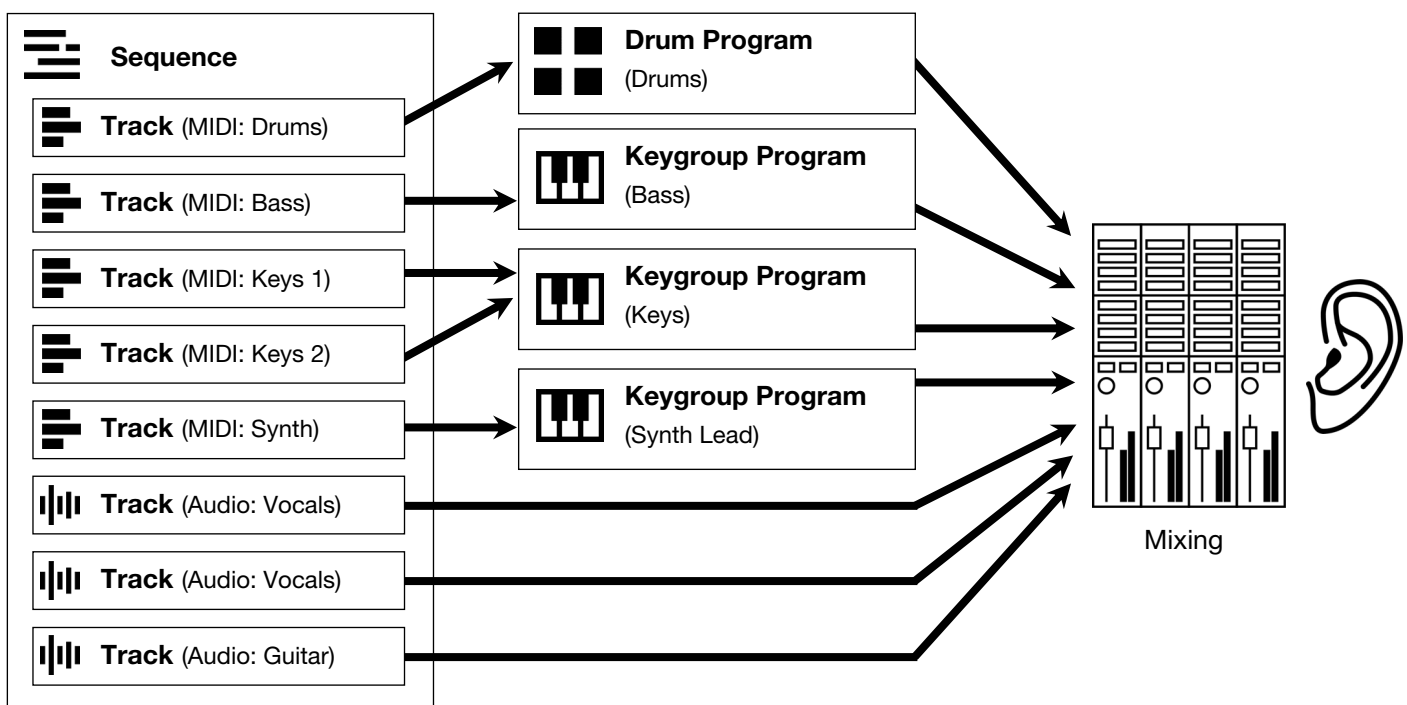 Sequence
Track (MIDI: Drums)
Track (MIDI: Bass)
Track (MIDI: Keys 1)
Track (MIDI: Keys 2)
Track (MIDI: Synth)
Track (Audio: Vocals)
Track (Audio: Vocals)
Track (Audio: Guitar)
Drum Program
(Drums)
Keygroup Program
(Bass)
Keygroup Program
(Keys)
Keygroup Program
(Synth Lead)
Mixing